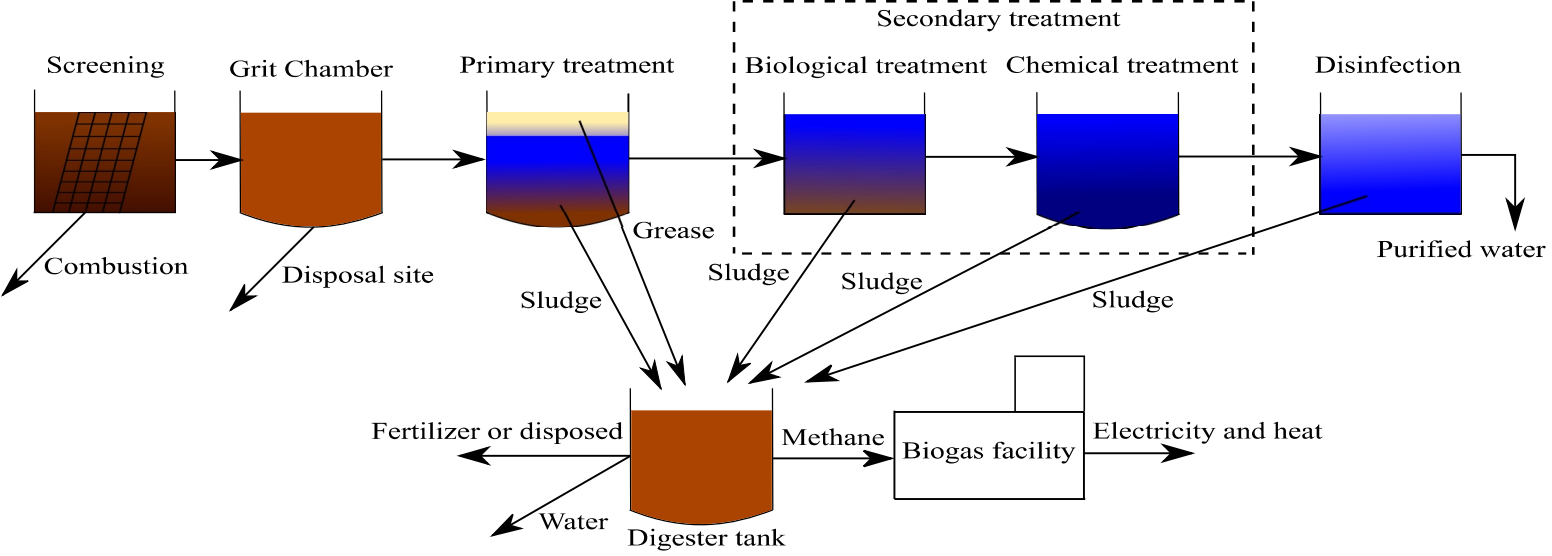 Secondary treatment
Screening
Grit Chamber
Primary treatment
Biological treatment
Chemical treatment
Disinfection
Combustion
Disposal site
Sludge
Grease
Sludge
Sludge
Sludge
Purified water
Fertilizer or disposed
Water
Digester tank
Methane
Biogas facility
Electricity and heat